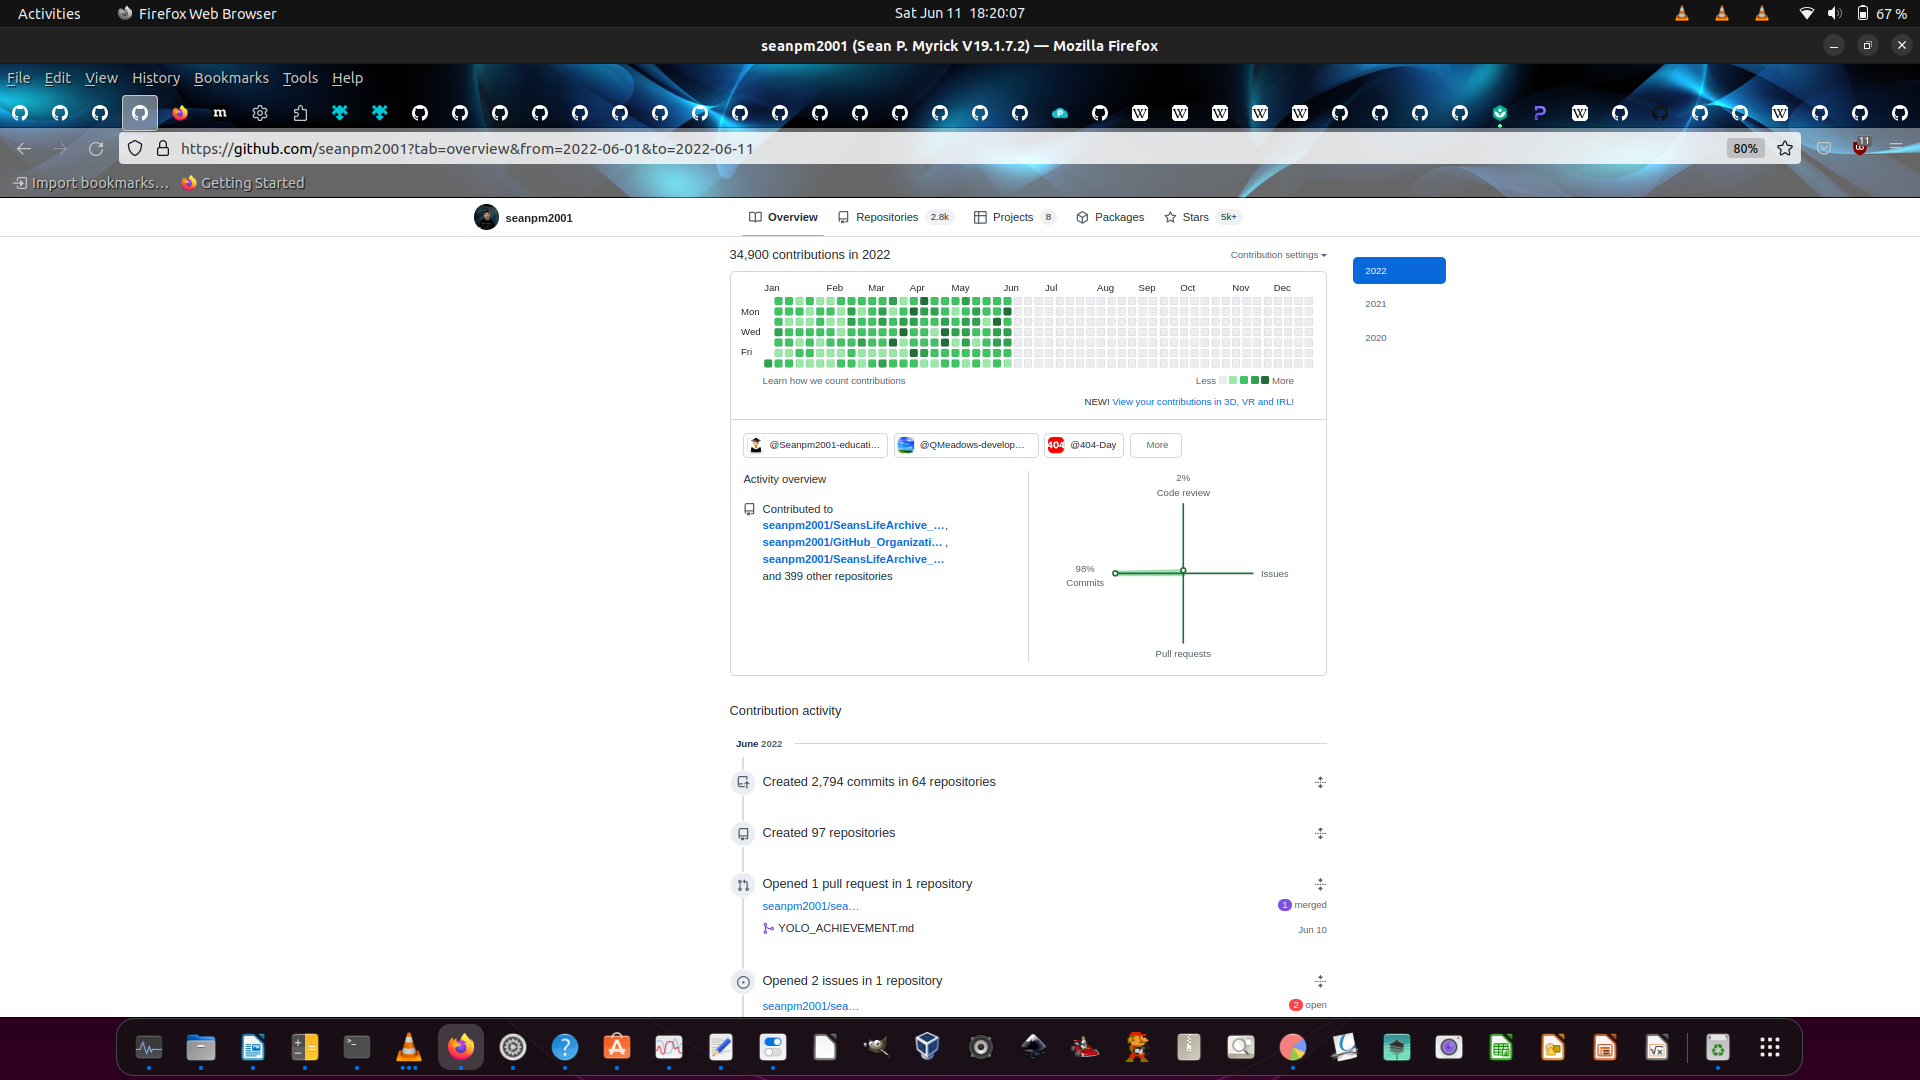 Activities Firefox Web Browser Sat Jun 11 18:20:07 67 %
seanpm2001 (Sean P. Myrick V19.1.7.2) — Mozilla Firefox
File Edit View History Bookmarks Tools Help
https://github.com/seanpm2001?tab=overview&from=2022-06-01&to=2022-06-11 80% 11
Import bookmarks… Getting Started
seanpm2001 Overview Repositories 2.8k Projects 8 Packages Stars 5k+
34,900 contributions in 2022 Contribution settings
2022
2021
2020
Jan Feb Mar Apr May Jun Jul Aug Sep Oct Nov Dec
Mon
Wed
Fri
Learn how we count contributions Less More
NEW! View your contributions in 3D, VR and IRL!
@Seanpm2001-educati… @QMeadows-develop… 404 @404-Day More
Activity overview
Contributed to
seanpm2001/SeansLifeArchive_…,
seanpm2001/GitHub_Organizati… ,
seanpm2001/SeansLifeArchive_…
and 399 other repositories
2%
Code review
98%
Commits
Issues
Pull requests
Contribution activity
June 2022
Created 2,794 commits in 64 repositories
Created 97 repositories
Opened 1 pull request in 1 repository
seanpm2001/sea… 1 merged
YOLO_ACHIEVEMENT.md Jun 10
Opened 2 issues in 1 repository
seanpm2001/sea… 2 open